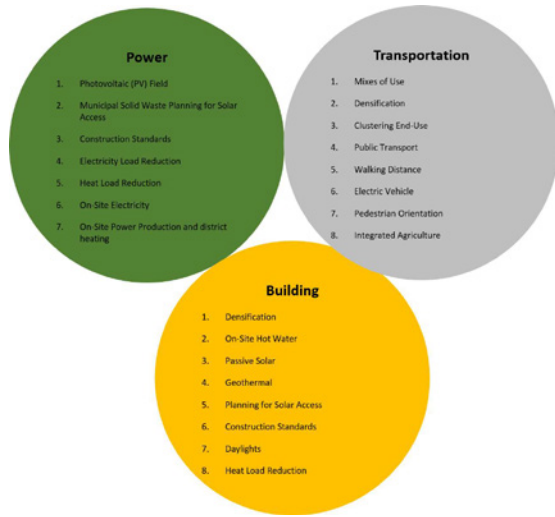 Power
1. Photovoltaic (PV) Field
2. Municipal Solid Waste Planning for Solar
Access
3. Construction Standards
4. Electricity Load Reduction
5. Heat Load Reduction
6. On-Site Electricity
7. On-Site Power Production and district
heating
Transportation
1. Mixes of Use
2. Densification
3. Clustering End-Use
4. Public Transport
5. Walking Distance
6. Electric Vehicle
7. Pedestrian Orientation
8. Integrated Agriculture
Building
1. Densification
2. On-Site Hot Water
3. Passive Solar
4. Geothermal
5. Planning for Solar Access
6. Construction Standards
7. Daylights
8. Heat Load Reduction